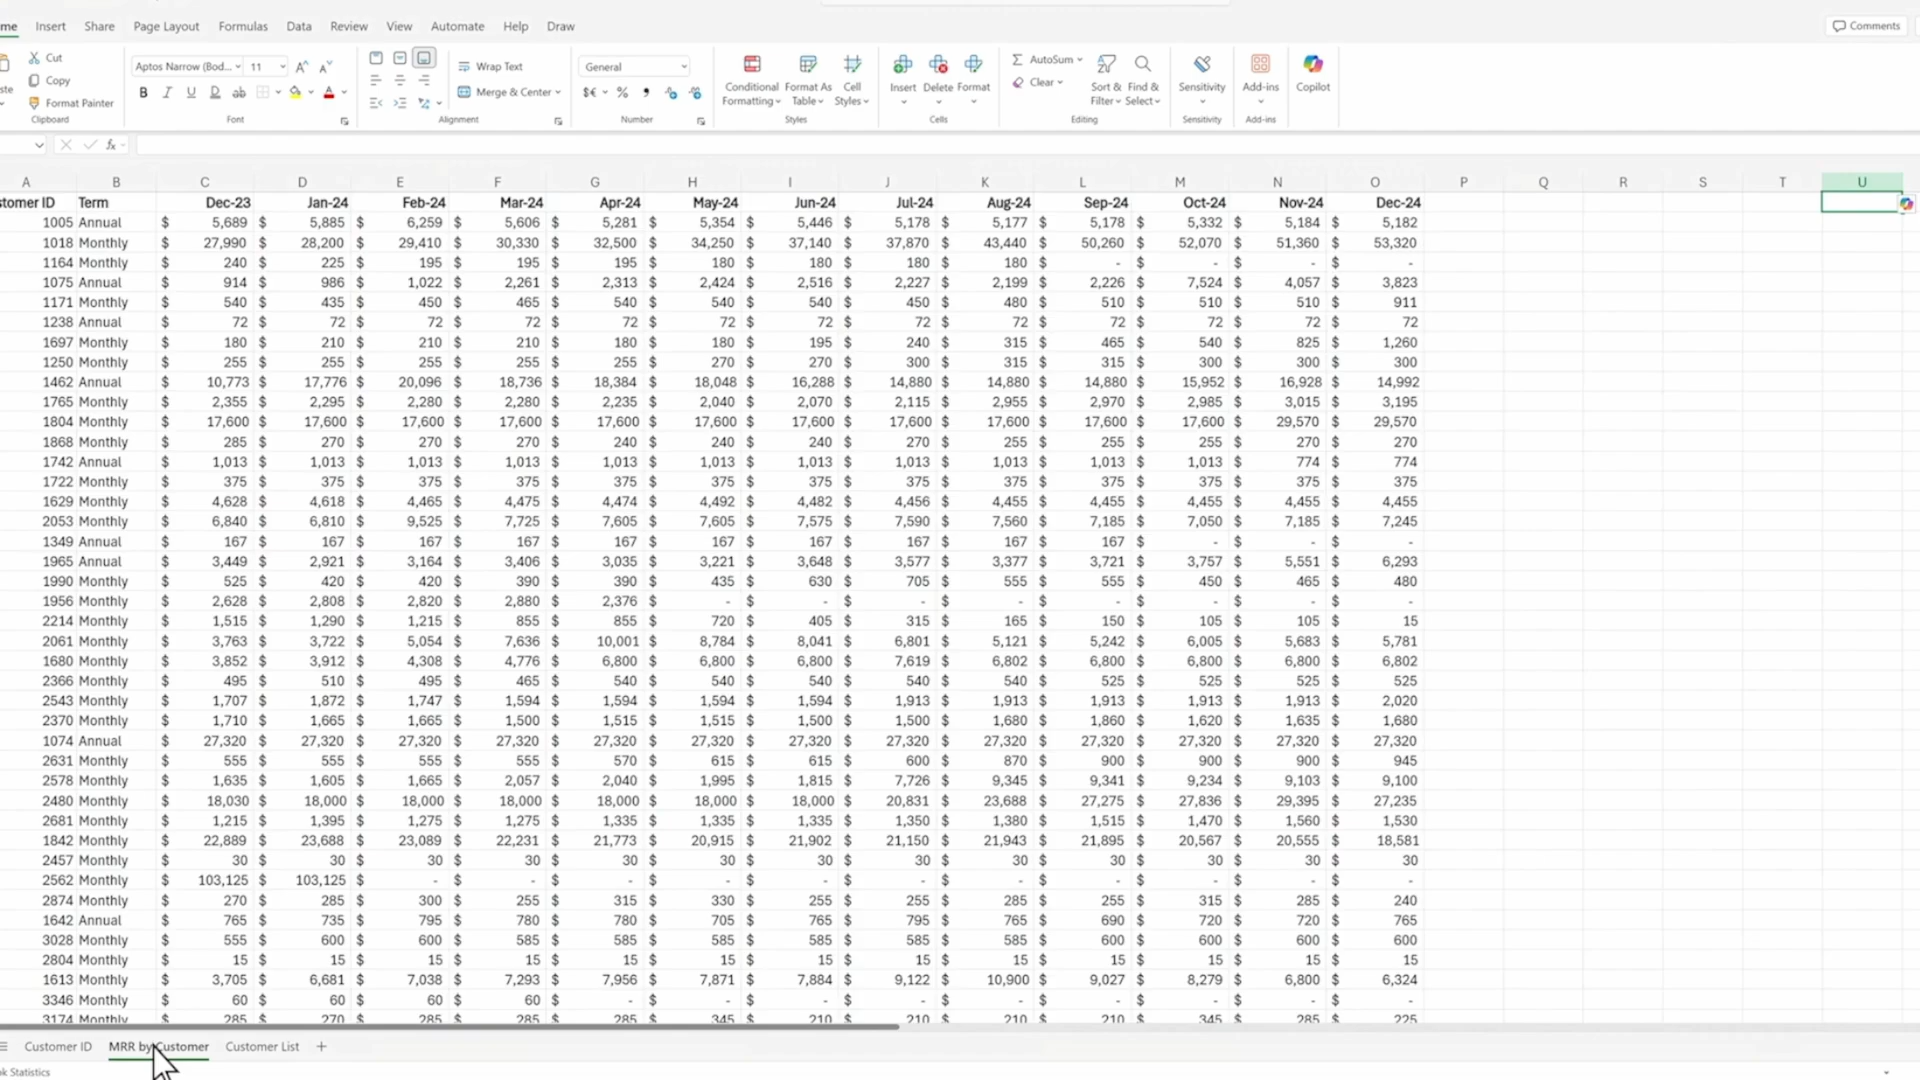 me Insert Share Page Layout Formulas Data Review View Automate Help Draw Comments
Cut
Copy
Format Painter
Clipboard
Aptos Narrow (Bod... 11
B I U D ab
Font
Wrap Text
Merge & Center
Alignment
General
$€ % ,
Number
Conditional Formatting
Format As Table
Cell Styles
Styles
Insert Delete Format
Cells
AutoSum
Clear
Sort & Filter
Find & Select
Editing
Sensitivity
Sensitivity
Add-ins
Add-ins
Copilot
fx
A B C D E F G H I J K L M N O P Q R S T U
stomer ID Term Dec-23 Jan-24 Feb-24 Mar-24 Apr-24 May-24 Jun-24 Jul-24 Aug-24 Sep-24 Oct-24 Nov-24 Dec-24
1005 Annual $ 5,689 $ 5,885 $ 6,259 $ 5,606 $ 5,281 $ 5,354 $ 5,446 $ 5,178 $ 5,177 $ 5,178 $ 5,332 $ 5,184 $ 5,182
1018 Monthly $ 27,990 $ 28,200 $ 29,410 $ 30,330 $ 32,500 $ 34,250 $ 37,140 $ 37,870 $ 43,440 $ 50,260 $ 52,070 $ 51,360 $ 53,320
1164 Monthly $ 240 $ 225 $ 195 $ 195 $ 195 $ 180 $ 180 $ 180 $ 180 $ - $ - $ - $ -
1075 Annual $ 914 $ 986 $ 1,022 $ 2,261 $ 2,313 $ 2,424 $ 2,516 $ 2,227 $ 2,199 $ 2,226 $ 7,524 $ 4,057 $ 3,823
1171 Monthly $ 540 $ 435 $ 450 $ 465 $ 540 $ 540 $ 540 $ 450 $ 480 $ 510 $ 510 $ 510 $ 911
1238 Annual $ 72 $ 72 $ 72 $ 72 $ 72 $ 72 $ 72 $ 72 $ 72 $ 72 $ 72 $ 72 $ 72
1697 Monthly $ 180 $ 210 $ 210 $ 210 $ 180 $ 180 $ 195 $ 240 $ 315 $ 465 $ 540 $ 825 $ 1,260
1250 Monthly $ 255 $ 255 $ 255 $ 255 $ 255 $ 270 $ 270 $ 300 $ 315 $ 315 $ 300 $ 300 $ 300
1462 Annual $ 10,773 $ 17,776 $ 20,096 $ 18,736 $ 18,384 $ 18,048 $ 16,288 $ 14,880 $ 14,880 $ 14,880 $ 15,952 $ 16,928 $ 14,992
1765 Monthly $ 2,355 $ 2,295 $ 2,280 $ 2,280 $ 2,235 $ 2,040 $ 2,070 $ 2,115 $ 2,955 $ 2,970 $ 2,985 $ 3,015 $ 3,195
1804 Monthly $ 17,600 $ 17,600 $ 17,600 $ 17,600 $ 17,600 $ 17,600 $ 17,600 $ 17,600 $ 17,600 $ 17,600 $ 17,600 $ 29,570 $ 29,570
1868 Monthly $ 285 $ 270 $ 270 $ 270 $ 240 $ 240 $ 240 $ 270 $ 255 $ 255 $ 255 $ 270 $ 270
1742 Annual $ 1,013 $ 1,013 $ 1,013 $ 1,013 $ 1,013 $ 1,013 $ 1,013 $ 1,013 $ 1,013 $ 1,013 $ 1,013 $ 774 $ 774
1722 Monthly $ 375 $ 375 $ 375 $ 375 $ 375 $ 375 $ 375 $ 375 $ 375 $ 375 $ 375 $ 375 $ 375
1629 Monthly $ 4,628 $ 4,618 $ 4,465 $ 4,475 $ 4,474 $ 4,492 $ 4,482 $ 4,456 $ 4,455 $ 4,455 $ 4,455 $ 4,455 $ 4,455
2053 Monthly $ 6,840 $ 6,810 $ 9,525 $ 7,725 $ 7,605 $ 7,605 $ 7,575 $ 7,590 $ 7,560 $ 7,185 $ 7,050 $ 7,185 $ 7,245
1349 Annual $ 167 $ 167 $ 167 $ 167 $ 167 $ 167 $ 167 $ 167 $ 167 $ 167 $ - $ - $ -
1965 Annual $ 3,449 $ 2,921 $ 3,164 $ 3,406 $ 3,035 $ 3,221 $ 3,648 $ 3,577 $ 3,377 $ 3,721 $ 3,757 $ 5,551 $ 6,293
1990 Monthly $ 525 $ 420 $ 420 $ 390 $ 390 $ 435 $ 630 $ 705 $ 555 $ 555 $ 450 $ 465 $ 480
1956 Monthly $ 2,628 $ 2,808 $ 2,820 $ 2,880 $ 2,376 $ - $ - $ - $ - $ - $ - $ - $ -
2214 Monthly $ 1,515 $ 1,290 $ 1,215 $ 855 $ 855 $ 720 $ 405 $ 315 $ 165 $ 150 $ 105 $ 105 $ 15
2061 Monthly $ 3,763 $ 3,722 $ 5,054 $ 7,636 $ 10,001 $ 8,784 $ 8,041 $ 6,801 $ 5,121 $ 5,242 $ 6,005 $ 5,683 $ 5,781
1680 Monthly $ 3,852 $ 3,912 $ 4,308 $ 4,776 $ 6,800 $ 6,800 $ 6,800 $ 7,619 $ 6,802 $ 6,800 $ 6,800 $ 6,800 $ 6,802
2366 Monthly $ 495 $ 510 $ 495 $ 465 $ 540 $ 540 $ 540 $ 540 $ 540 $ 525 $ 525 $ 525 $ 525
2543 Monthly $ 1,707 $ 1,872 $ 1,747 $ 1,594 $ 1,594 $ 1,594 $ 1,594 $ 1,913 $ 1,913 $ 1,913 $ 1,913 $ 1,913 $ 2,020
2370 Monthly $ 1,710 $ 1,665 $ 1,665 $ 1,500 $ 1,515 $ 1,515 $ 1,500 $ 1,500 $ 1,680 $ 1,860 $ 1,620 $ 1,635 $ 1,680
1074 Annual $ 27,320 $ 27,320 $ 27,320 $ 27,320 $ 27,320 $ 27,320 $ 27,320 $ 27,320 $ 27,320 $ 27,320 $ 27,320 $ 27,320 $ 27,320
2631 Monthly $ 555 $ 555 $ 555 $ 555 $ 570 $ 615 $ 615 $ 600 $ 870 $ 900 $ 900 $ 900 $ 945
2578 Monthly $ 1,635 $ 1,605 $ 1,665 $ 2,057 $ 2,040 $ 1,995 $ 1,815 $ 7,726 $ 9,345 $ 9,341 $ 9,234 $ 9,103 $ 9,100
2480 Monthly $ 18,030 $ 18,000 $ 18,000 $ 18,000 $ 18,000 $ 18,000 $ 18,000 $ 20,831 $ 23,688 $ 27,275 $ 27,836 $ 29,395 $ 27,235
2681 Monthly $ 1,215 $ 1,395 $ 1,275 $ 1,275 $ 1,335 $ 1,335 $ 1,335 $ 1,350 $ 1,380 $ 1,515 $ 1,470 $ 1,560 $ 1,530
1842 Monthly $ 22,889 $ 23,688 $ 23,089 $ 22,231 $ 21,773 $ 20,915 $ 21,902 $ 21,150 $ 21,943 $ 21,895 $ 20,567 $ 20,555 $ 18,581
2457 Monthly $ 30 $ 30 $ 30 $ 30 $ 30 $ 30 $ 30 $ 30 $ 30 $ 30 $ 30 $ 30 $ 30
2562 Monthly $ 103,125 $ 103,125 $ - $ - $ - $ - $ - $ - $ - $ - $ - $ - $ -
2874 Monthly $ 270 $ 285 $ 300 $ 255 $ 315 $ 330 $ 255 $ 255 $ 285 $ 255 $ 315 $ 285 $ 240
1642 Annual $ 765 $ 735 $ 795 $ 780 $ 780 $ 705 $ 765 $ 795 $ 765 $ 690 $ 720 $ 720 $ 765
3028 Monthly $ 555 $ 600 $ 600 $ 585 $ 585 $ 585 $ 585 $ 585 $ 585 $ 600 $ 600 $ 600 $ 600
2804 Monthly $ 15 $ 15 $ 15 $ 15 $ 15 $ 15 $ 15 $ 15 $ 15 $ 15 $ 15 $ 15 $ 15
1613 Monthly $ 3,705 $ 6,681 $ 7,038 $ 7,293 $ 7,956 $ 7,871 $ 7,884 $ 9,122 $ 10,900 $ 9,027 $ 8,279 $ 6,800 $ 6,324
3346 Monthly $ 60 $ 60 $ 60 $ 60 $ - $ - $ - $ - $ - $ - $ - $ - $ -
3174 Monthly $ 285 $ 270 $ 285 $ 285 $ 285 $ 345 $ 210 $ 210 $ 210 $ 210 $ 345 $ 285 $ 225
Customer ID MRR by Customer Customer List +
ok Statistics